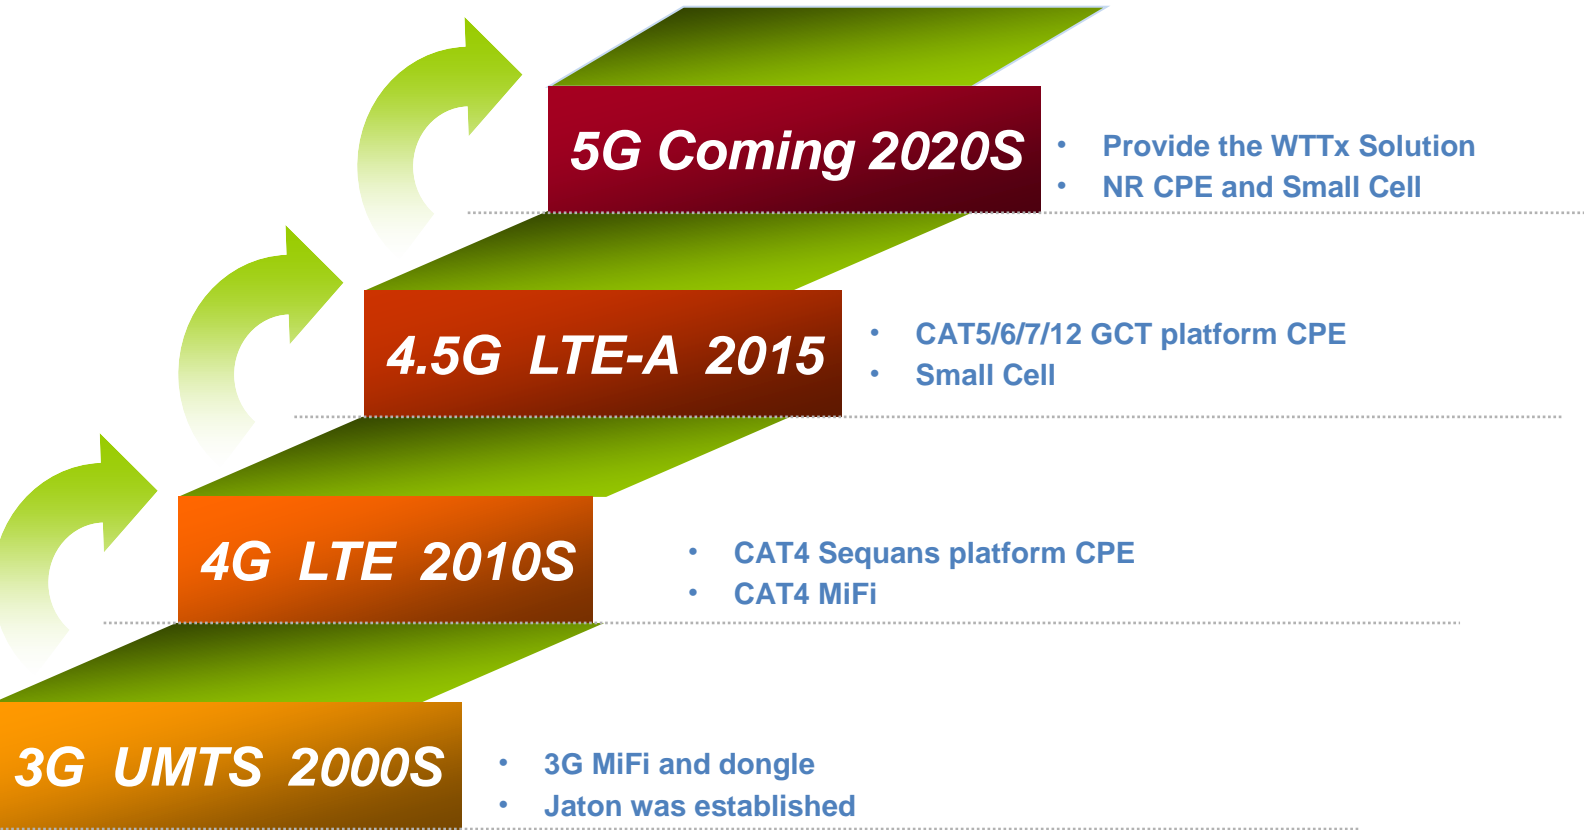 5G Coming 2020S
• Provide the WTTx Solution
• NR CPE and Small Cell
4.5G LTE-A 2015
• CAT5/6/7/12 GCT platform CPE
• Small Cell
4G LTE 2010S
• CAT4 Sequans platform CPE
• CAT4 MiFi
3G UMTS 2000S
• 3G MiFi and dongle
• Jaton was established